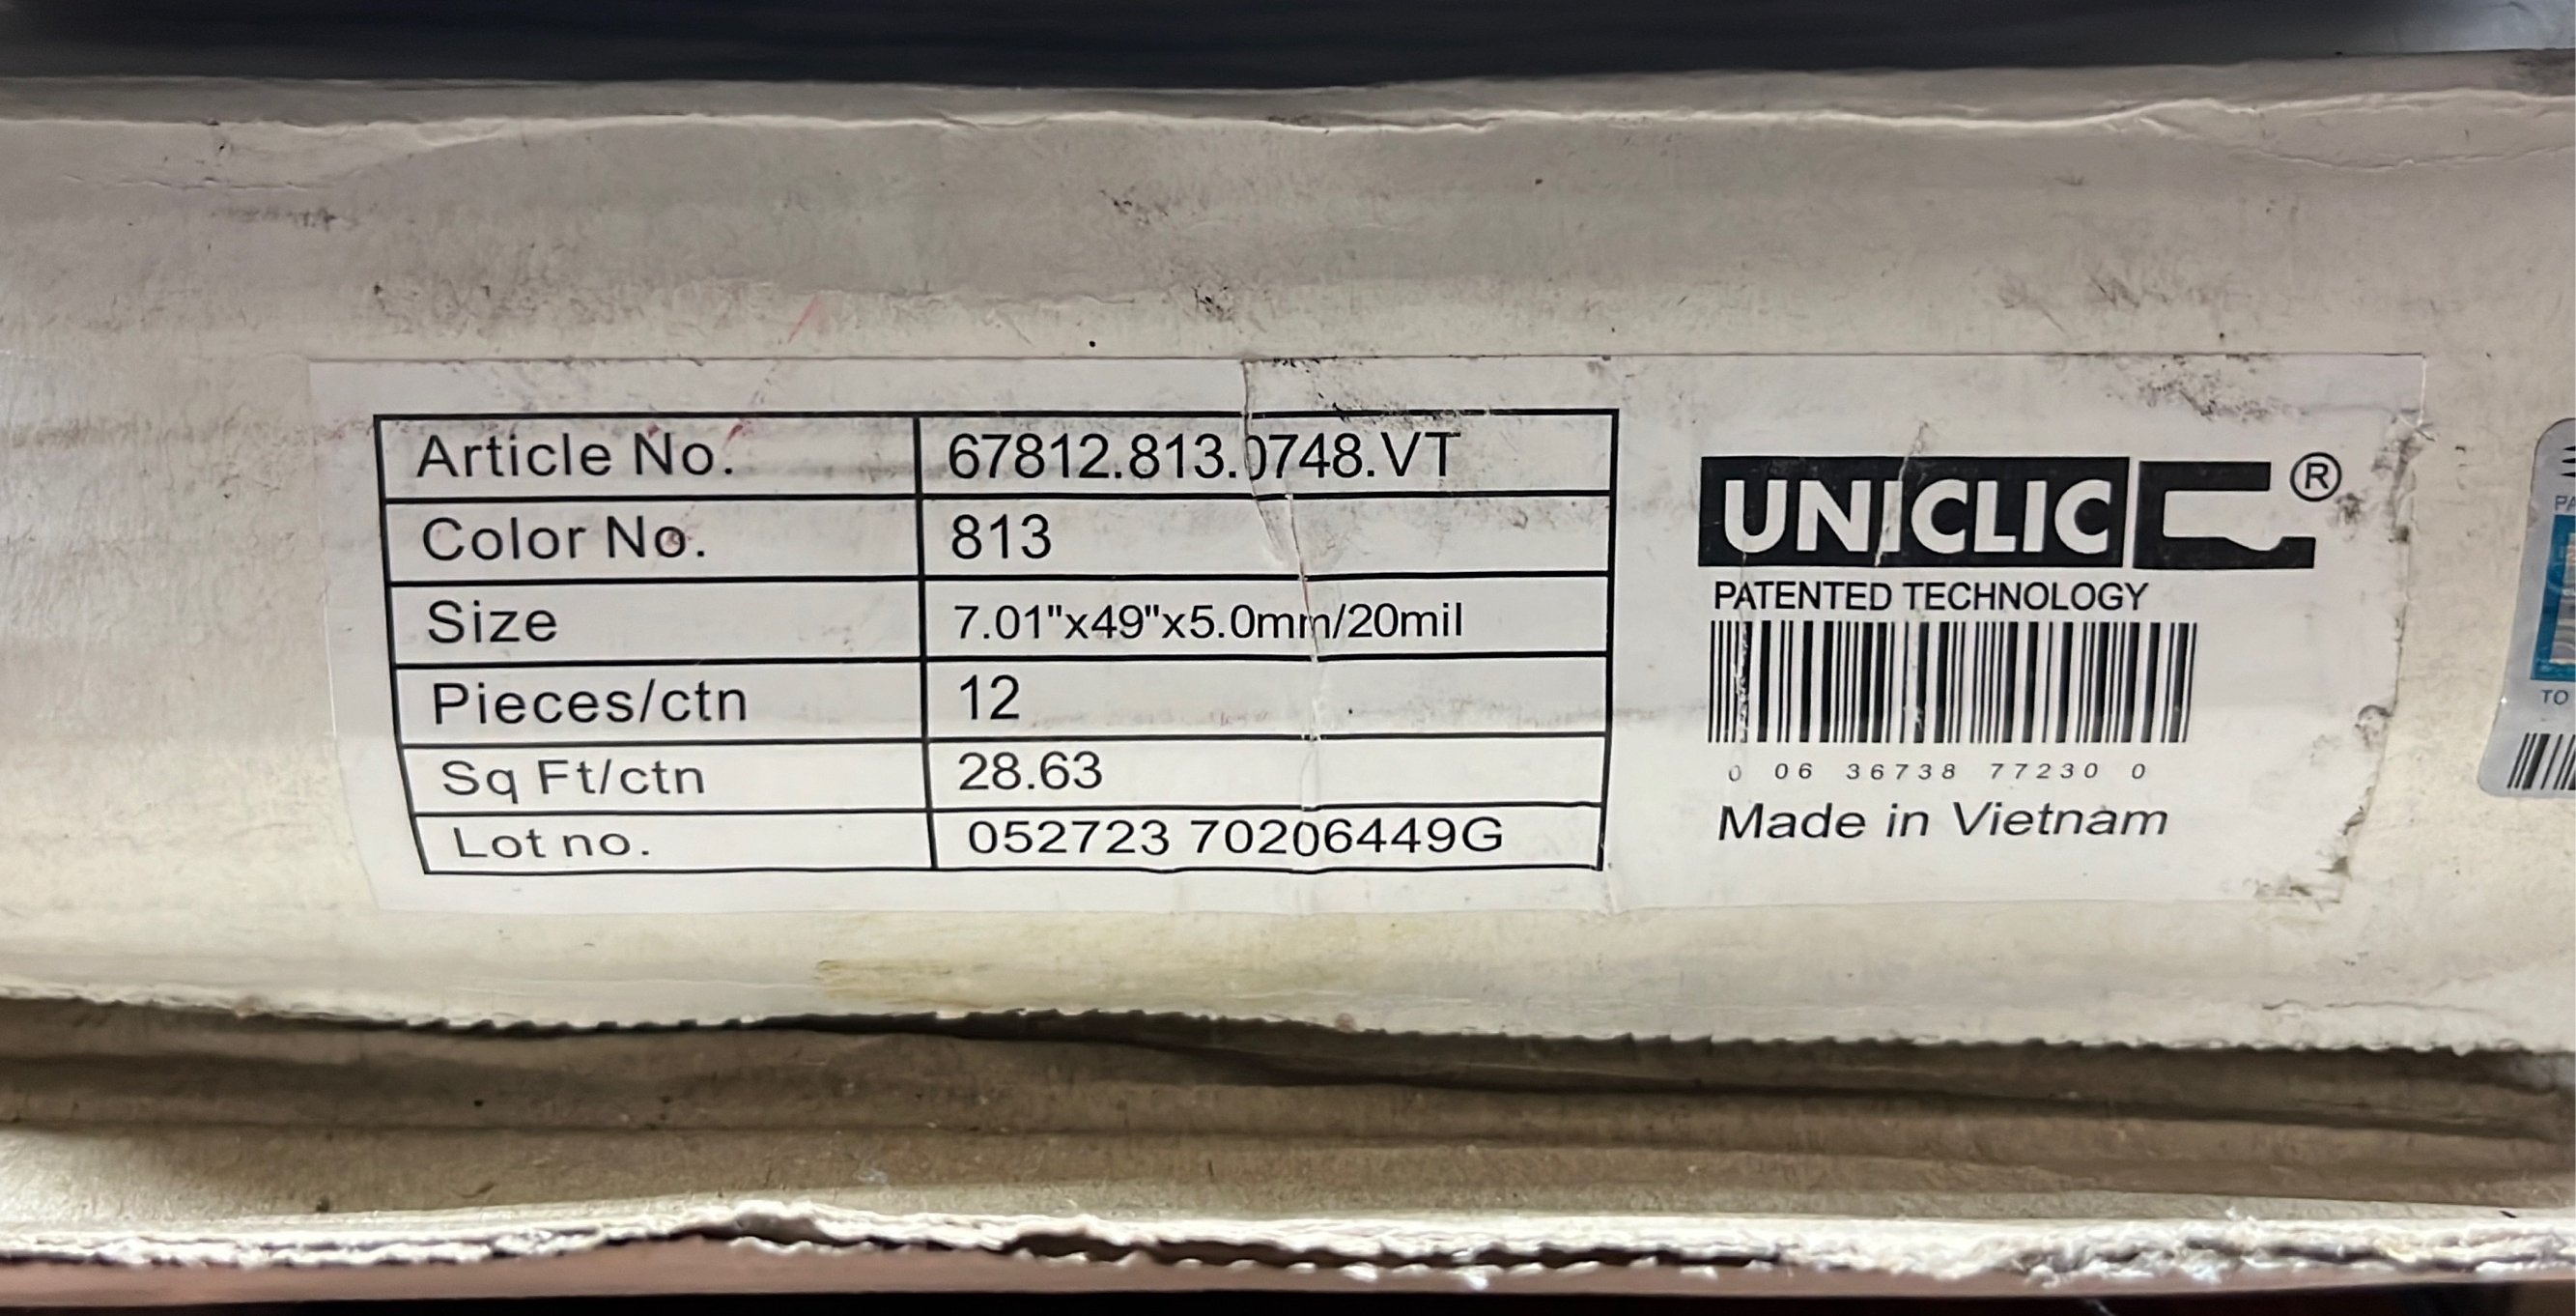 Article No. 67812.813.0748.VT
Color No. 813
Size 7.01"x49"x5.0mm/20mil
Pieces/ctn 12
Sq Ft/ctn 28.63
Lot no. 052723 70206449G
UNICLIC ®
PATENTED TECHNOLOGY
0 06 36738 77230 0
Made in Vietnam
PA
TO